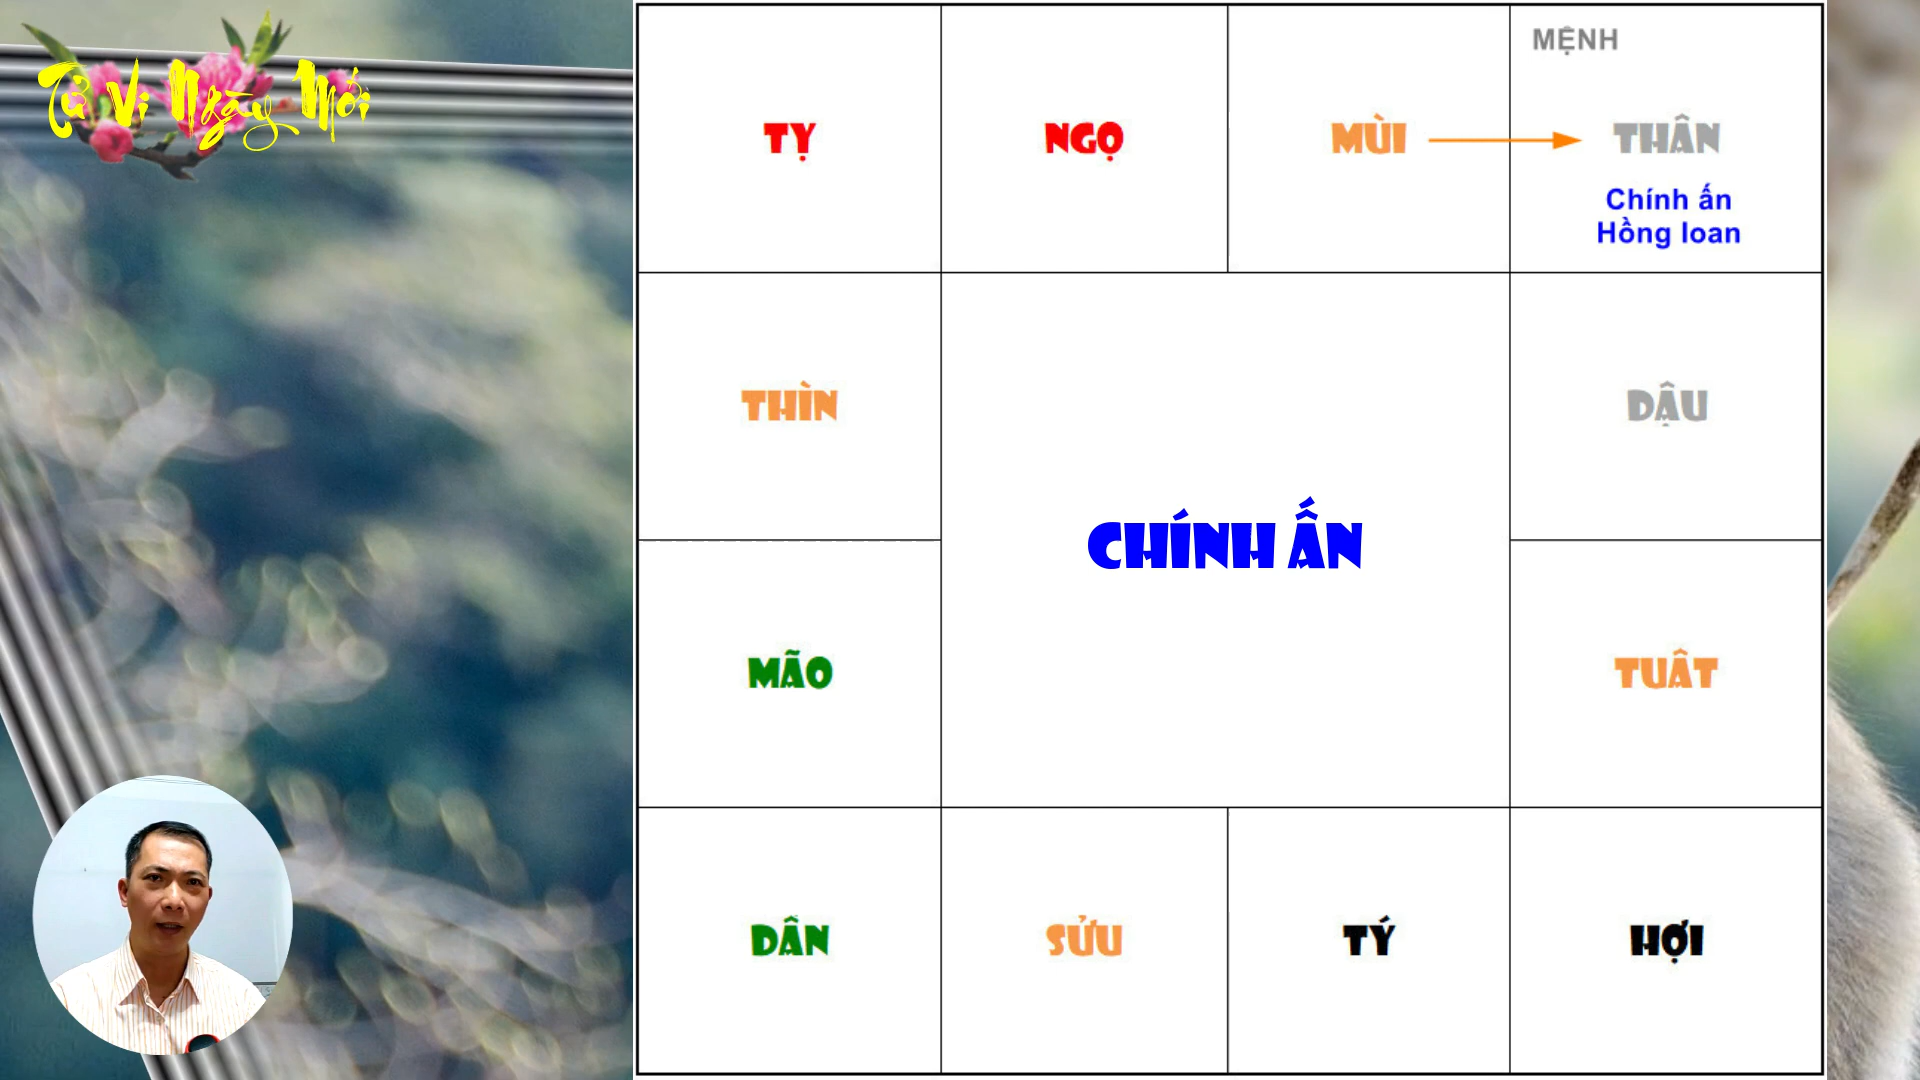 Tử Vi Ngày Mới
MỆNH
TỴ
NGỌ
MÙI
THÂN
Chính ấn
Hồng loan
THÌN
DẬU
CHÍNH ẤN
MÃO
TUẤT
DẦN
SỬU
TÝ
HỢI